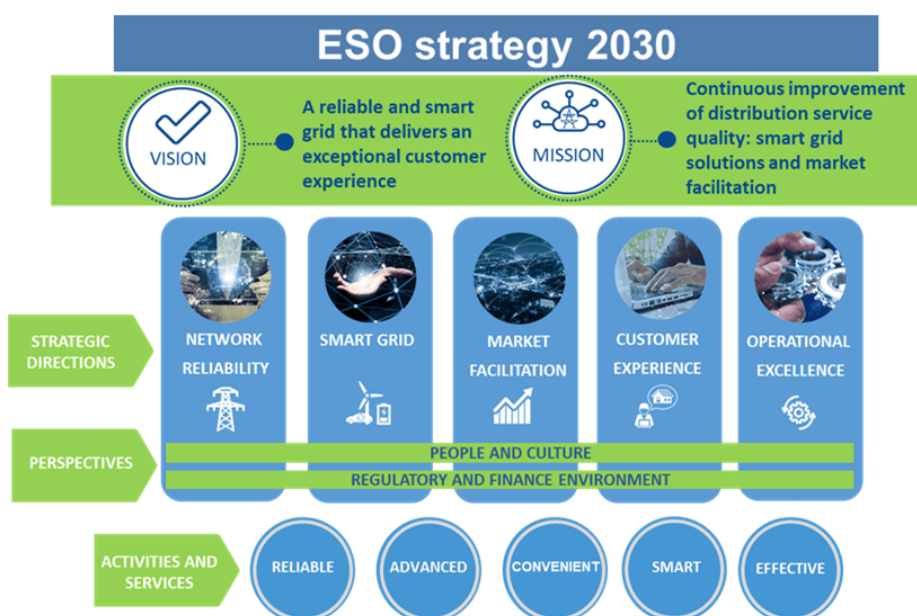 ESO strategy 2030
VISION
A reliable and smart
grid that delivers an
exceptional customer
experience
MISSION
Continuous improvement
of distribution service
quality: smart grid
solutions and market
facilitation
STRATEGIC
DIRECTIONS
NETWORK
RELIABILITY
SMART GRID
MARKET
FACILITATION
CUSTOMER
EXPERIENCE
OPERATIONAL
EXCELLENCE
PERSPECTIVES
PEOPLE AND CULTURE
REGULATORY AND FINANCE ENVIRONMENT
ACTIVITIES AND
SERVICES
RELIABLE
ADVANCED
CONVENIENT
SMART
EFFECTIVE